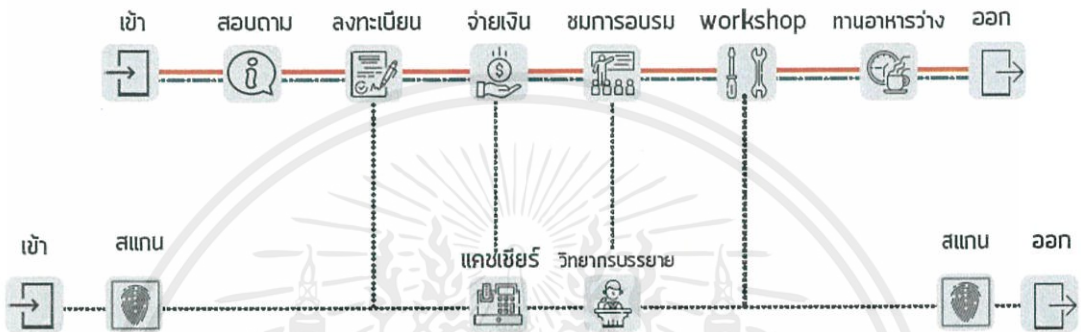 เข้า สอบถาม ลงทะเบียน จ่ายเงิน ชมการอบรม workshop ทานอาหารว่าง ออก
เข้า สแกน แคชเชียร์ วิทยากรบรรยาย สแกน ออก